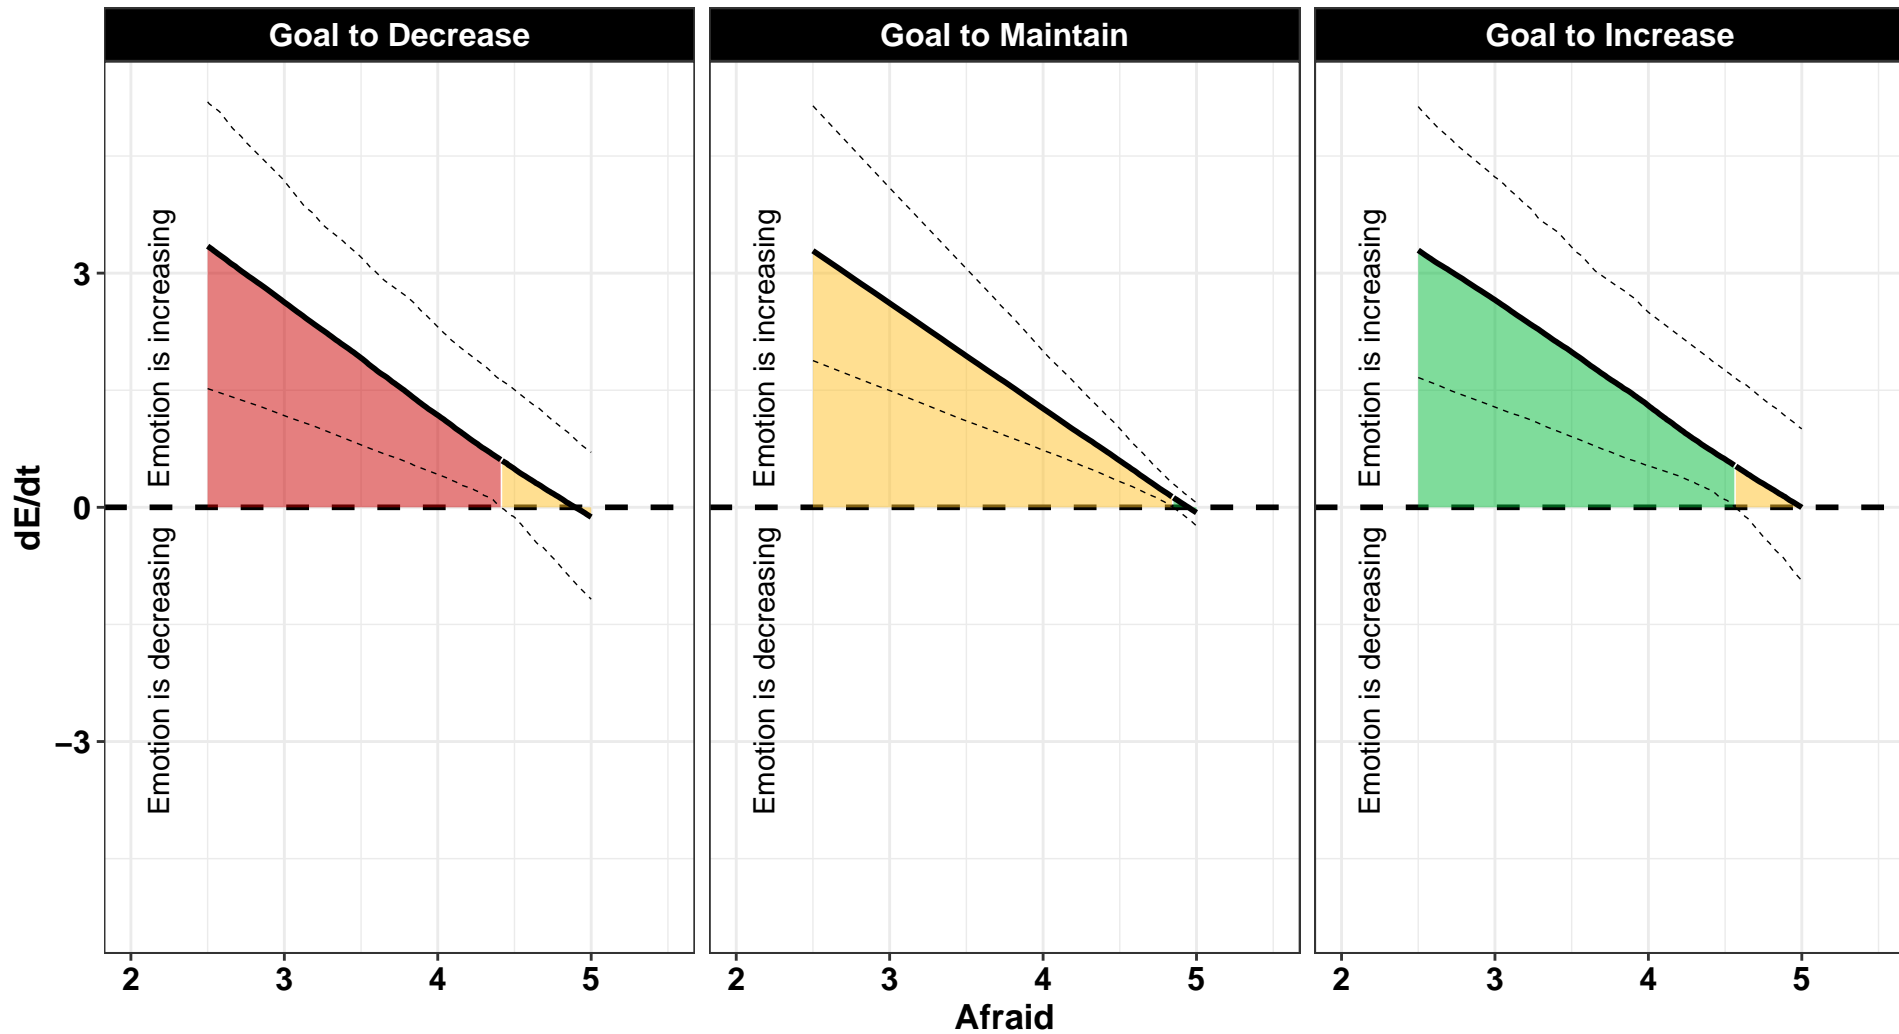 Goal to Decrease
Goal to Maintain
Goal to Increase
dE/dt
3
0
−3
Emotion is increasing
Emotion is decreasing
Emotion is increasing
Emotion is decreasing
Emotion is increasing
Emotion is decreasing
2 3 4 5
2 3 4 5
2 3 4 5
Afraid